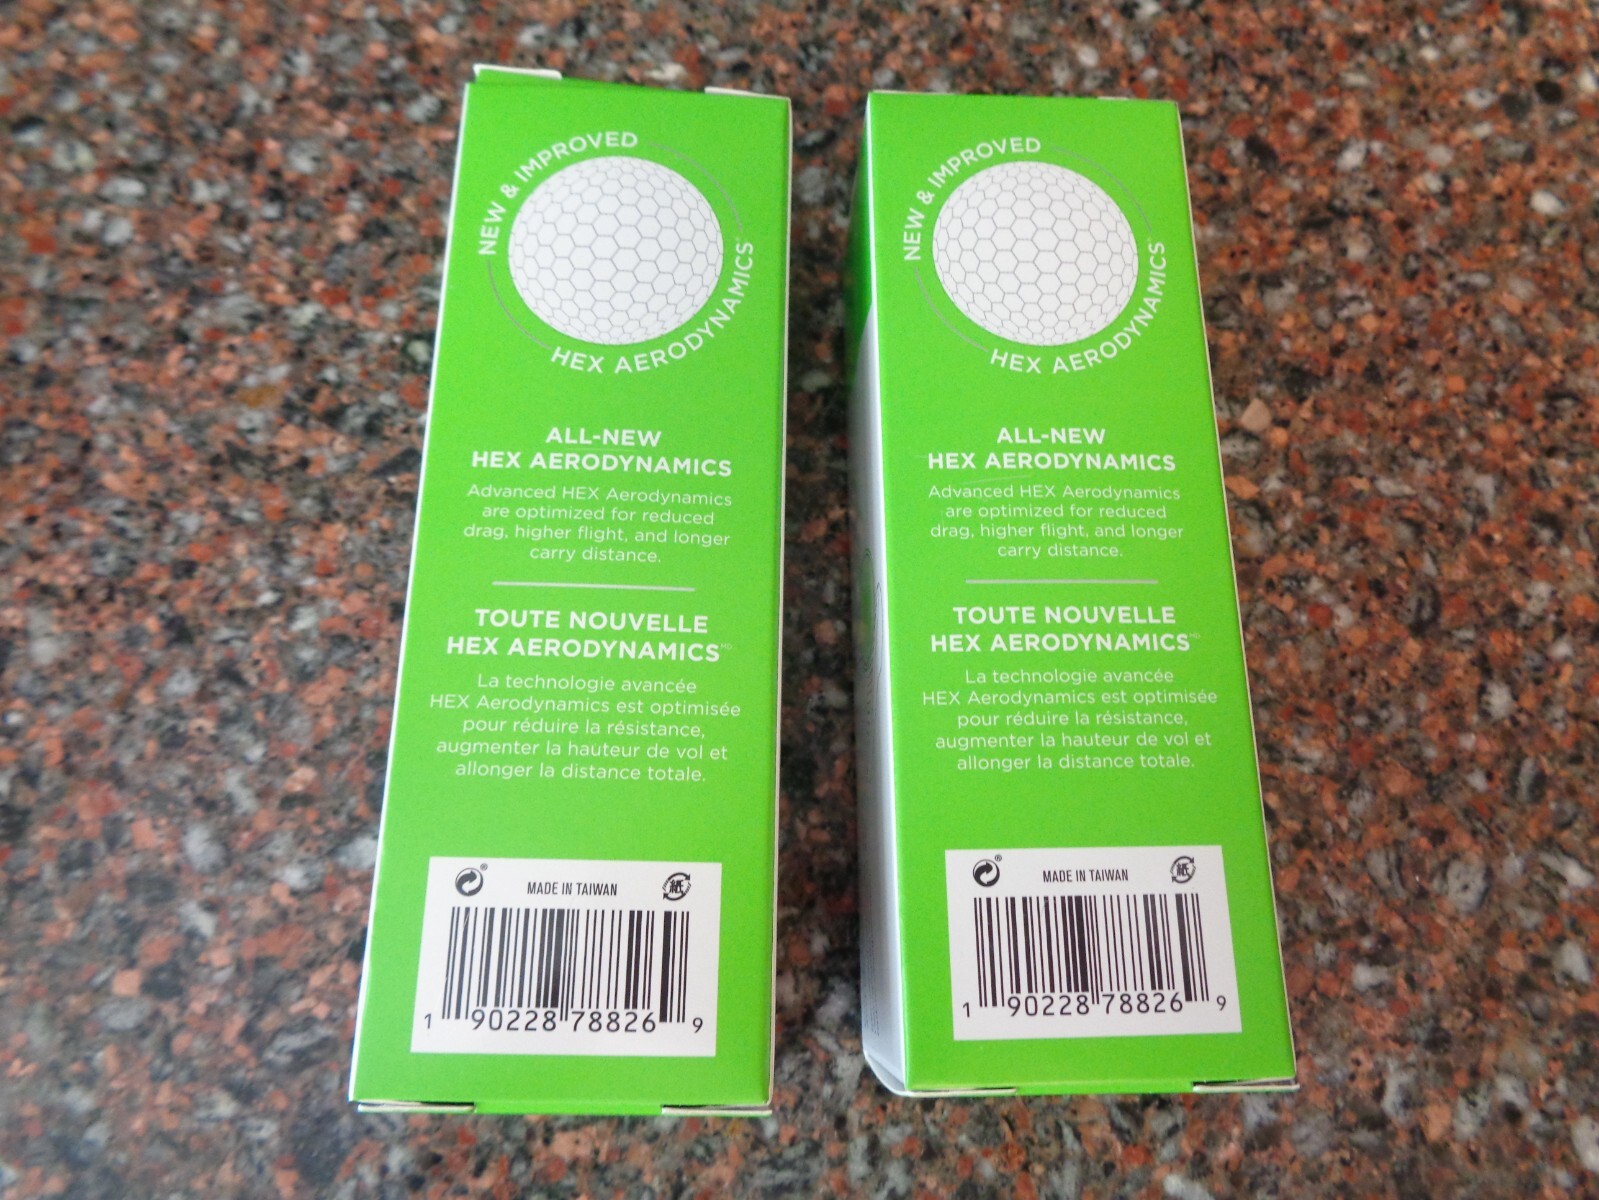 NEW & IMPROVED
HEX AERODYNAMICS
ALL-NEW
HEX AERODYNAMICS
Advanced HEX Aerodynamics
are optimized for reduced
drag, higher flight, and longer
carry distance.
TOUTE NOUVELLE
HEX AERODYNAMICS MD
La technologie avancée
HEX Aerodynamics est optimisée
pour réduire la résistance,
augmenter la hauteur de vol et
allonger la distance totale.
® MADE IN TAIWAN 紙
1 90228 78826 9
NEW & IMPROVED
HEX AERODYNAMICS
ALL-NEW
HEX AERODYNAMICS
Advanced HEX Aerodynamics
are optimized for reduced
drag, higher flight, and longer
carry distance.
TOUTE NOUVELLE
HEX AERODYNAMICS MD
La technologie avancée
HEX Aerodynamics est optimisée
pour réduire la résistance,
augmenter la hauteur de vol et
allonger la distance totale.
® MADE IN TAIWAN 紙
1 90228 78826 9